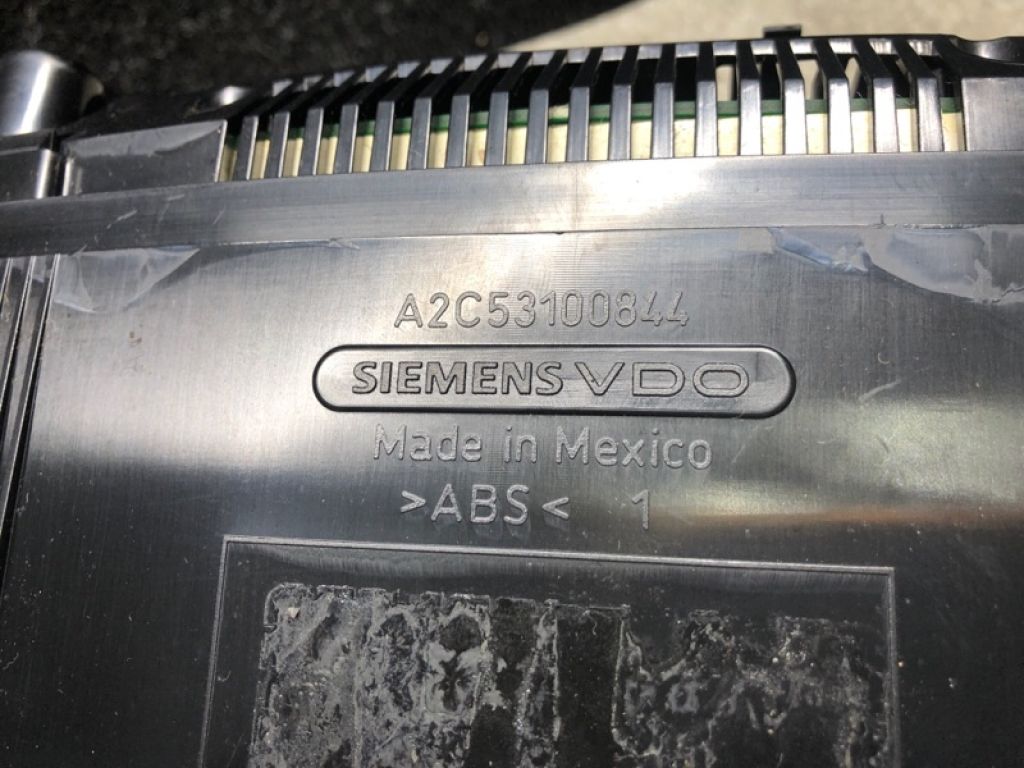 A2C53100844
SIEMENS VDO
Made in Mexico
>ABS< 1